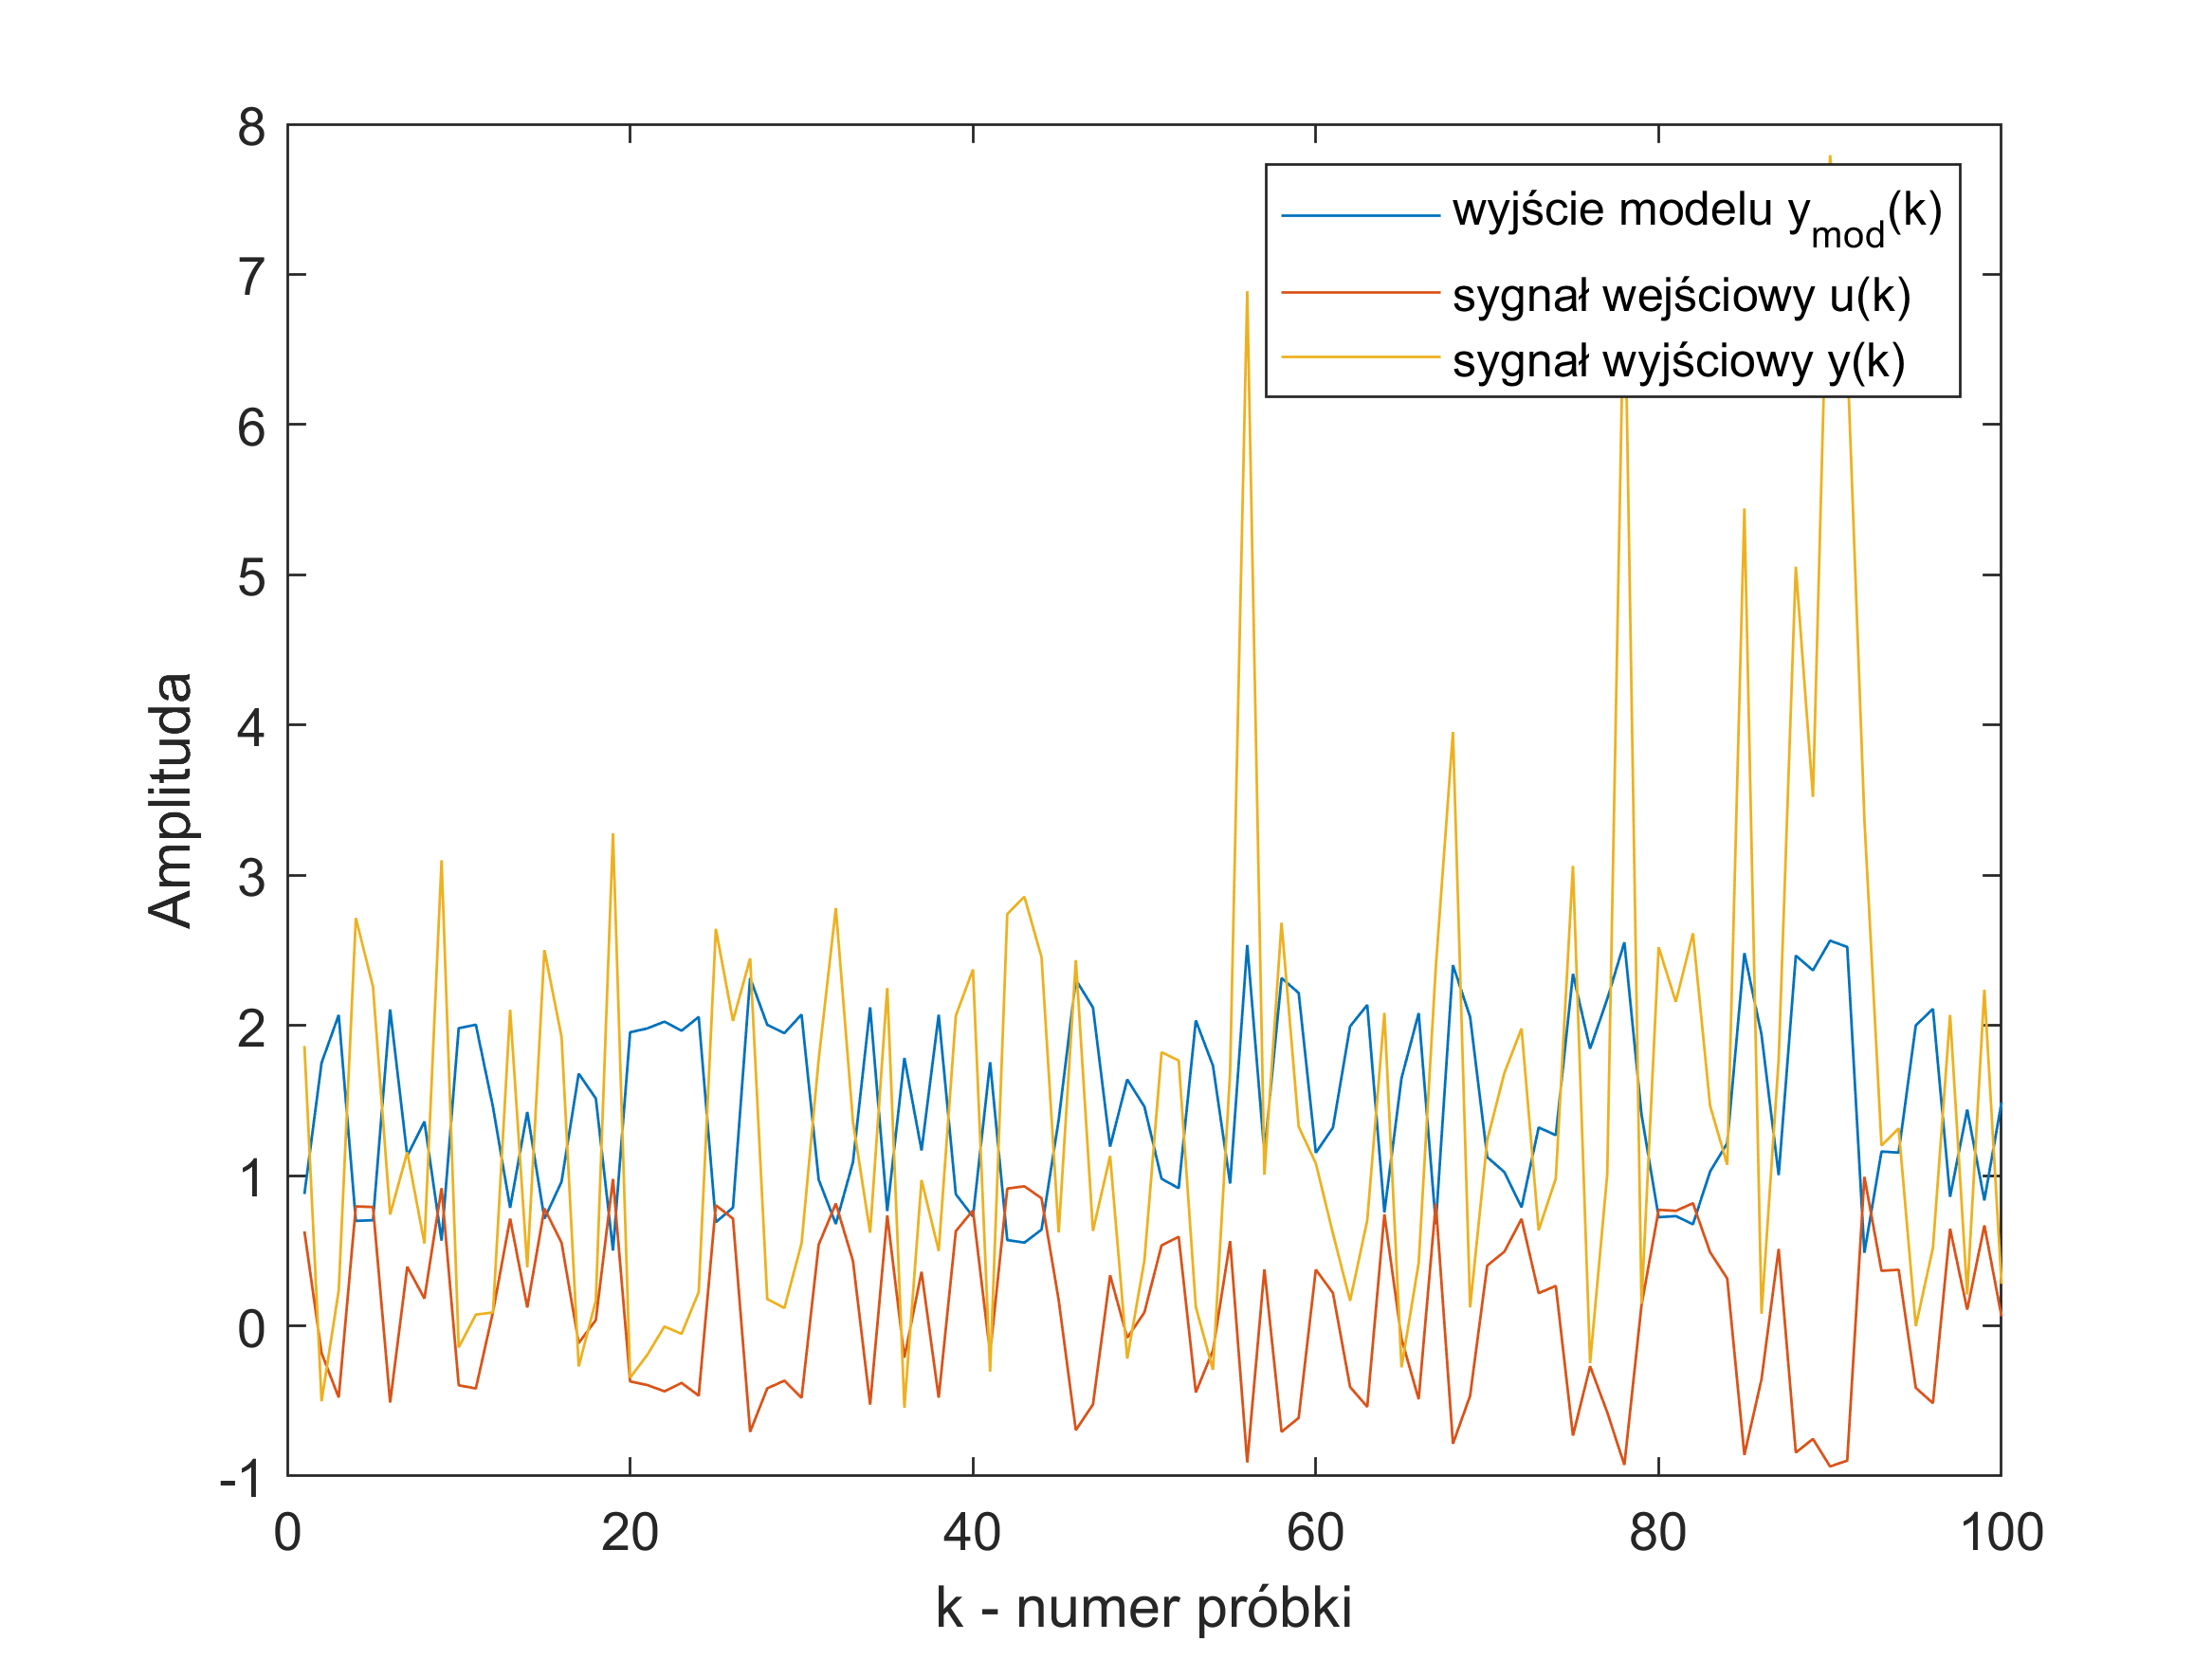 8
7
6
5
4
3
2
1
0
-1
Amplituda
wyjście modelu y_mod(k)
sygnał wejściowy u(k)
sygnał wyjściowy y(k)
0 20 40 60 80 100
k - numer próbki